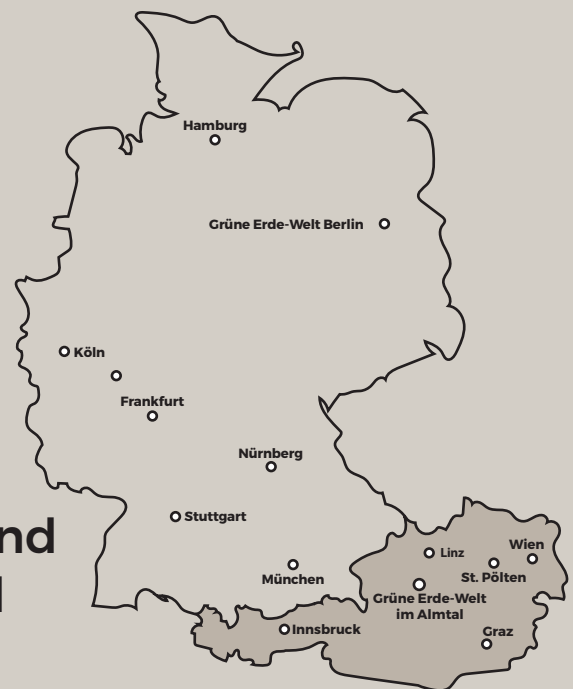 Hamburg
Grüne Erde-Welt Berlin
Köln
Frankfurt
Nürnberg
Stuttgart
München
Linz
Wien
St. Pölten
Grüne Erde-Welt
im Almtal
Innsbruck
Graz
nd